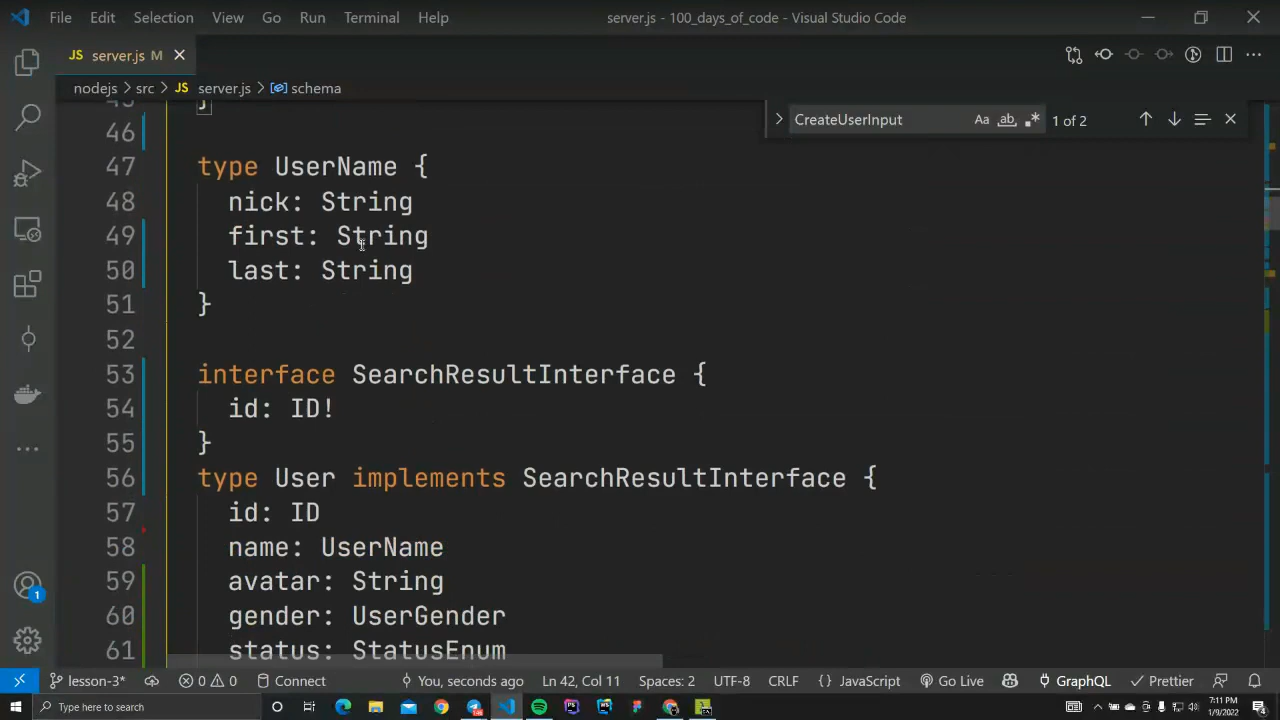 File Edit Selection View Go Run Terminal Help server.js - 100_days_of_code - Visual Studio Code
JS server.js M
nodejs > src > JS server.js > schema
CreateUserInput Aa ab .* 1 of 2
45 }
46
47 type UserName {
48 nick: String
49 first: String
50 last: String
51 }
52
53 interface SearchResultInterface {
54 id: ID!
55 }
56 type User implements SearchResultInterface {
57 id: ID
58 name: UserName
59 avatar: String
60 gender: UserGender
61 status: StatusEnum
1
lesson-3* 0 0 Connect You, seconds ago Ln 42, Col 11 Spaces: 2 UTF-8 CRLF {} JavaScript Go Live GraphQL Prettier
Type here to search 7:11 PM
1/9/2022